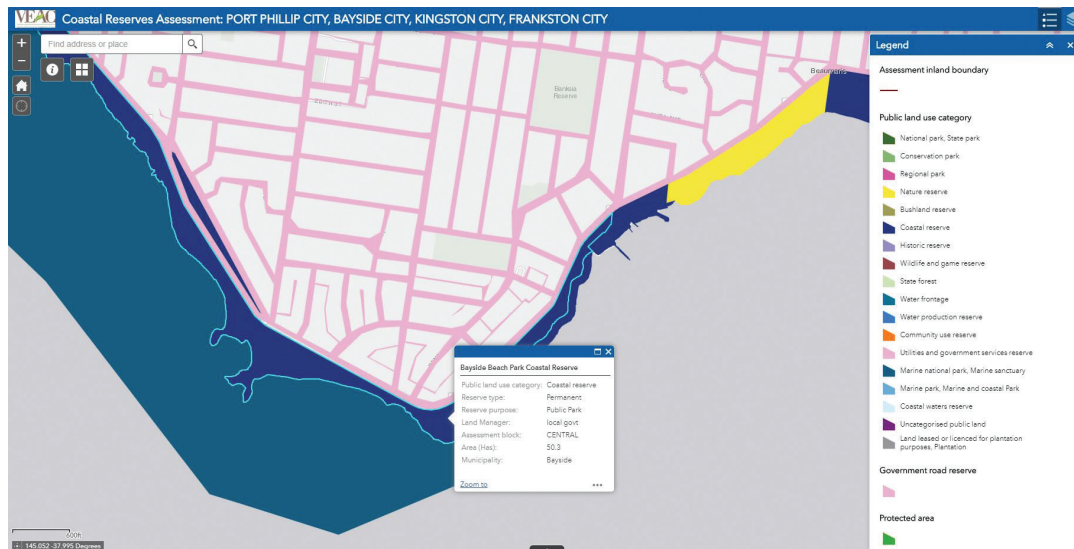 VEAC Coastal Reserves Assessment: PORT PHILLIP CITY, BAYSIDE CITY, KINGSTON CITY, FRANKSTON CITY
+
−
Find address or place
Banksia
Reserve
Legend
Assessment inland boundary
Public land use category
National park, State park
Conservation park
Regional park
Nature reserve
Bushland reserve
Coastal reserve
Historic reserve
Wildlife and game reserve
State forest
Water frontage
Water production reserve
Community use reserve
Utilities and government services reserve
Marine national park, Marine sanctuary
Marine park, Marine and coastal Park
Coastal waters reserve
Uncategorised public land
Land leased or licenced for plantation
purposes, Plantation
Government road reserve
Protected area
Bayside Beach Park Coastal Reserve
Public land use category: Coastal reserve
Reserve type: Permanent
Reserve purpose: Public Park
Land Manager: local govt
Assessment block: CENTRAL
Area (Has): 50.3
Municipality: Bayside
Zoom to
•••
600ft
145.052 -37.995 Degrees